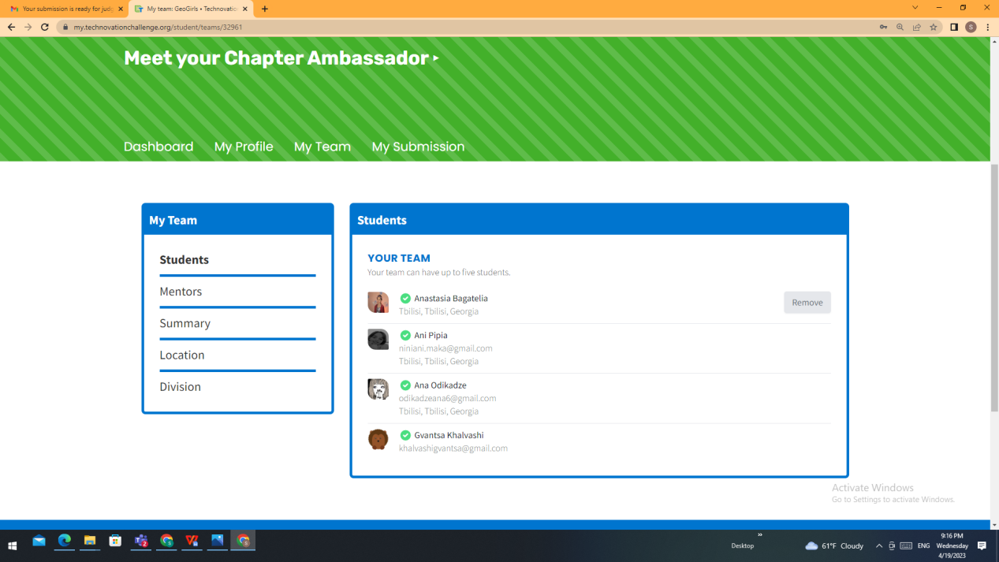 Your submission is ready for judg
My team: GeoGirls • Technovatio
my.technovationchallenge.org/student/teams/32961
S
Meet your Chapter Ambassador
Dashboard My Profile My Team My Submission
My Team
Students
Mentors
Summary
Location
Division
Students
YOUR TEAM
Your team can have up to five students.
Anastasia Bagatelia
Tbilisi, Tbilisi, Georgia
Remove
Ani Pipia
niniani.maka@gmail.com
Tbilisi, Tbilisi, Georgia
Ana Odikadze
odikadzeana6@gmail.com
Tbilisi, Tbilisi, Georgia
Gvantsa Khalvashi
khalvashigvantsa@gmail.com
Activate Windows
Go to Settings to activate Windows.
Desktop
61°F Cloudy
ENG
9:16 PM
Wednesday
4/19/2023